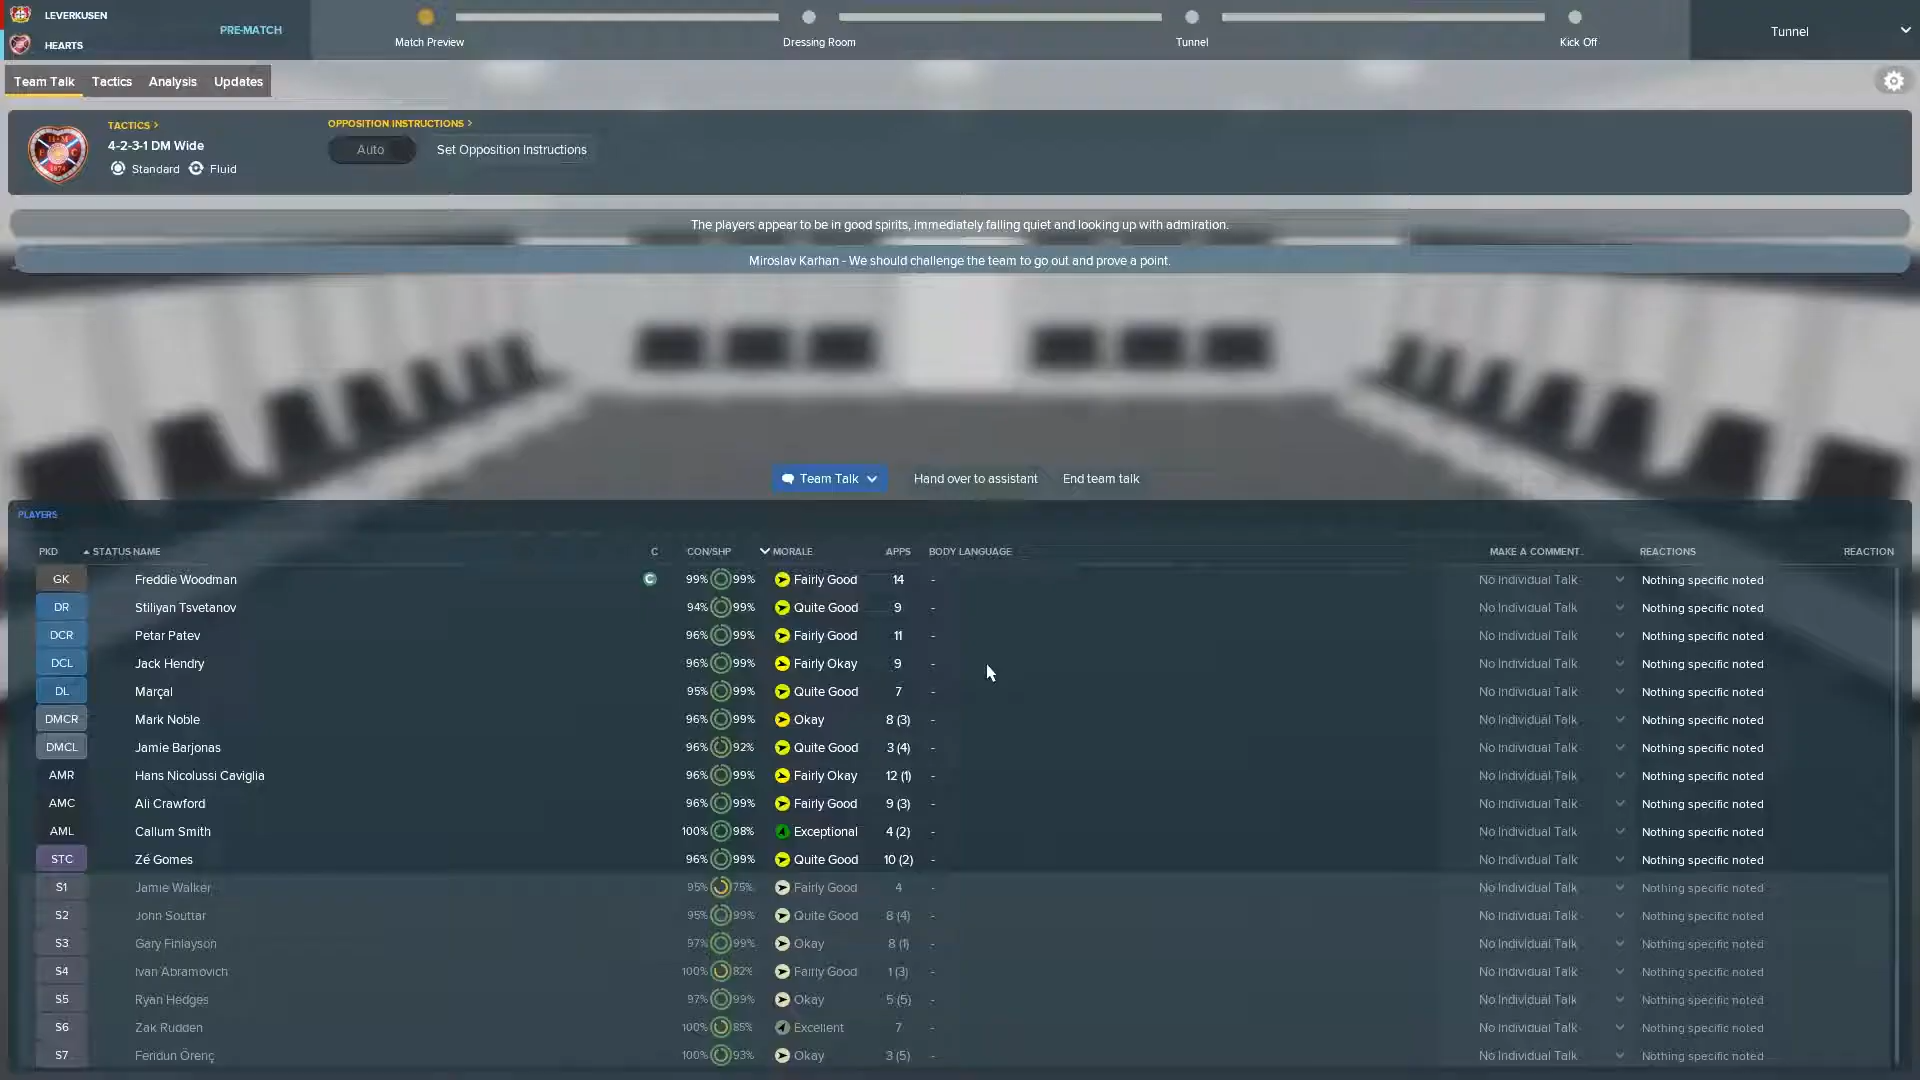 LEVERKUSEN
HEARTS
PRE-MATCH
Match Preview
Dressing Room
Tunnel
Kick Off
Tunnel
Team Talk Tactics Analysis Updates
TACTICS >
4-2-3-1 DM Wide
Standard Fluid
OPPOSITION INSTRUCTIONS >
Auto Set Opposition Instructions
The players appear to be in good spirits, immediately falling quiet and looking up with admiration.
Miroslav Karhan - We should challenge the team to go out and prove a point.
Team Talk Hand over to assistant End team talk
PLAYERS
PKD STATUS NAME C CON/SHP MORALE APPS BODY LANGUAGE MAKE A COMMENT.. REACTIONS REACTION
GK Freddie Woodman C 99% 99% Fairly Good 14 - No Individual Talk Nothing specific noted
DR Stiliyan Tsvetanov 94% 99% Quite Good 9 - No Individual Talk Nothing specific noted
DCR Petar Patev 96% 99% Fairly Good 11 - No Individual Talk Nothing specific noted
DCL Jack Hendry 96% 99% Fairly Okay 9 - No Individual Talk Nothing specific noted
DL Marçal 95% 99% Quite Good 7 - No Individual Talk Nothing specific noted
DMCR Mark Noble 96% 99% Okay 8 (3) - No Individual Talk Nothing specific noted
DMCL Jamie Barjonas 96% 92% Quite Good 3 (4) - No Individual Talk Nothing specific noted
AMR Hans Nicolussi Caviglia 96% 99% Fairly Okay 12 (1) - No Individual Talk Nothing specific noted
AMC Ali Crawford 96% 99% Fairly Good 9 (3) - No Individual Talk Nothing specific noted
AML Callum Smith 100% 98% Exceptional 4 (2) - No Individual Talk Nothing specific noted
STC Zé Gomes 96% 99% Quite Good 10 (2) - No Individual Talk Nothing specific noted
S1 Jamie Walker 95% 75% Fairly Good 4 - No Individual Talk Nothing specific noted
S2 John Souttar 95% 99% Quite Good 8 (4) - No Individual Talk Nothing specific noted
S3 Gary Finlayson 97% 99% Okay 8 (1) - No Individual Talk Nothing specific noted
S4 Ivan Abramovich 100% 82% Fairly Good 1 (3) - No Individual Talk Nothing specific noted
S5 Ryan Hedges 97% 99% Okay 5 (5) - No Individual Talk Nothing specific noted
S6 Zak Rudden 100% 85% Excellent 7 - No Individual Talk Nothing specific noted
S7 Feridun Örenç 100% 93% Okay 3 (5) - No Individual Talk Nothing specific noted